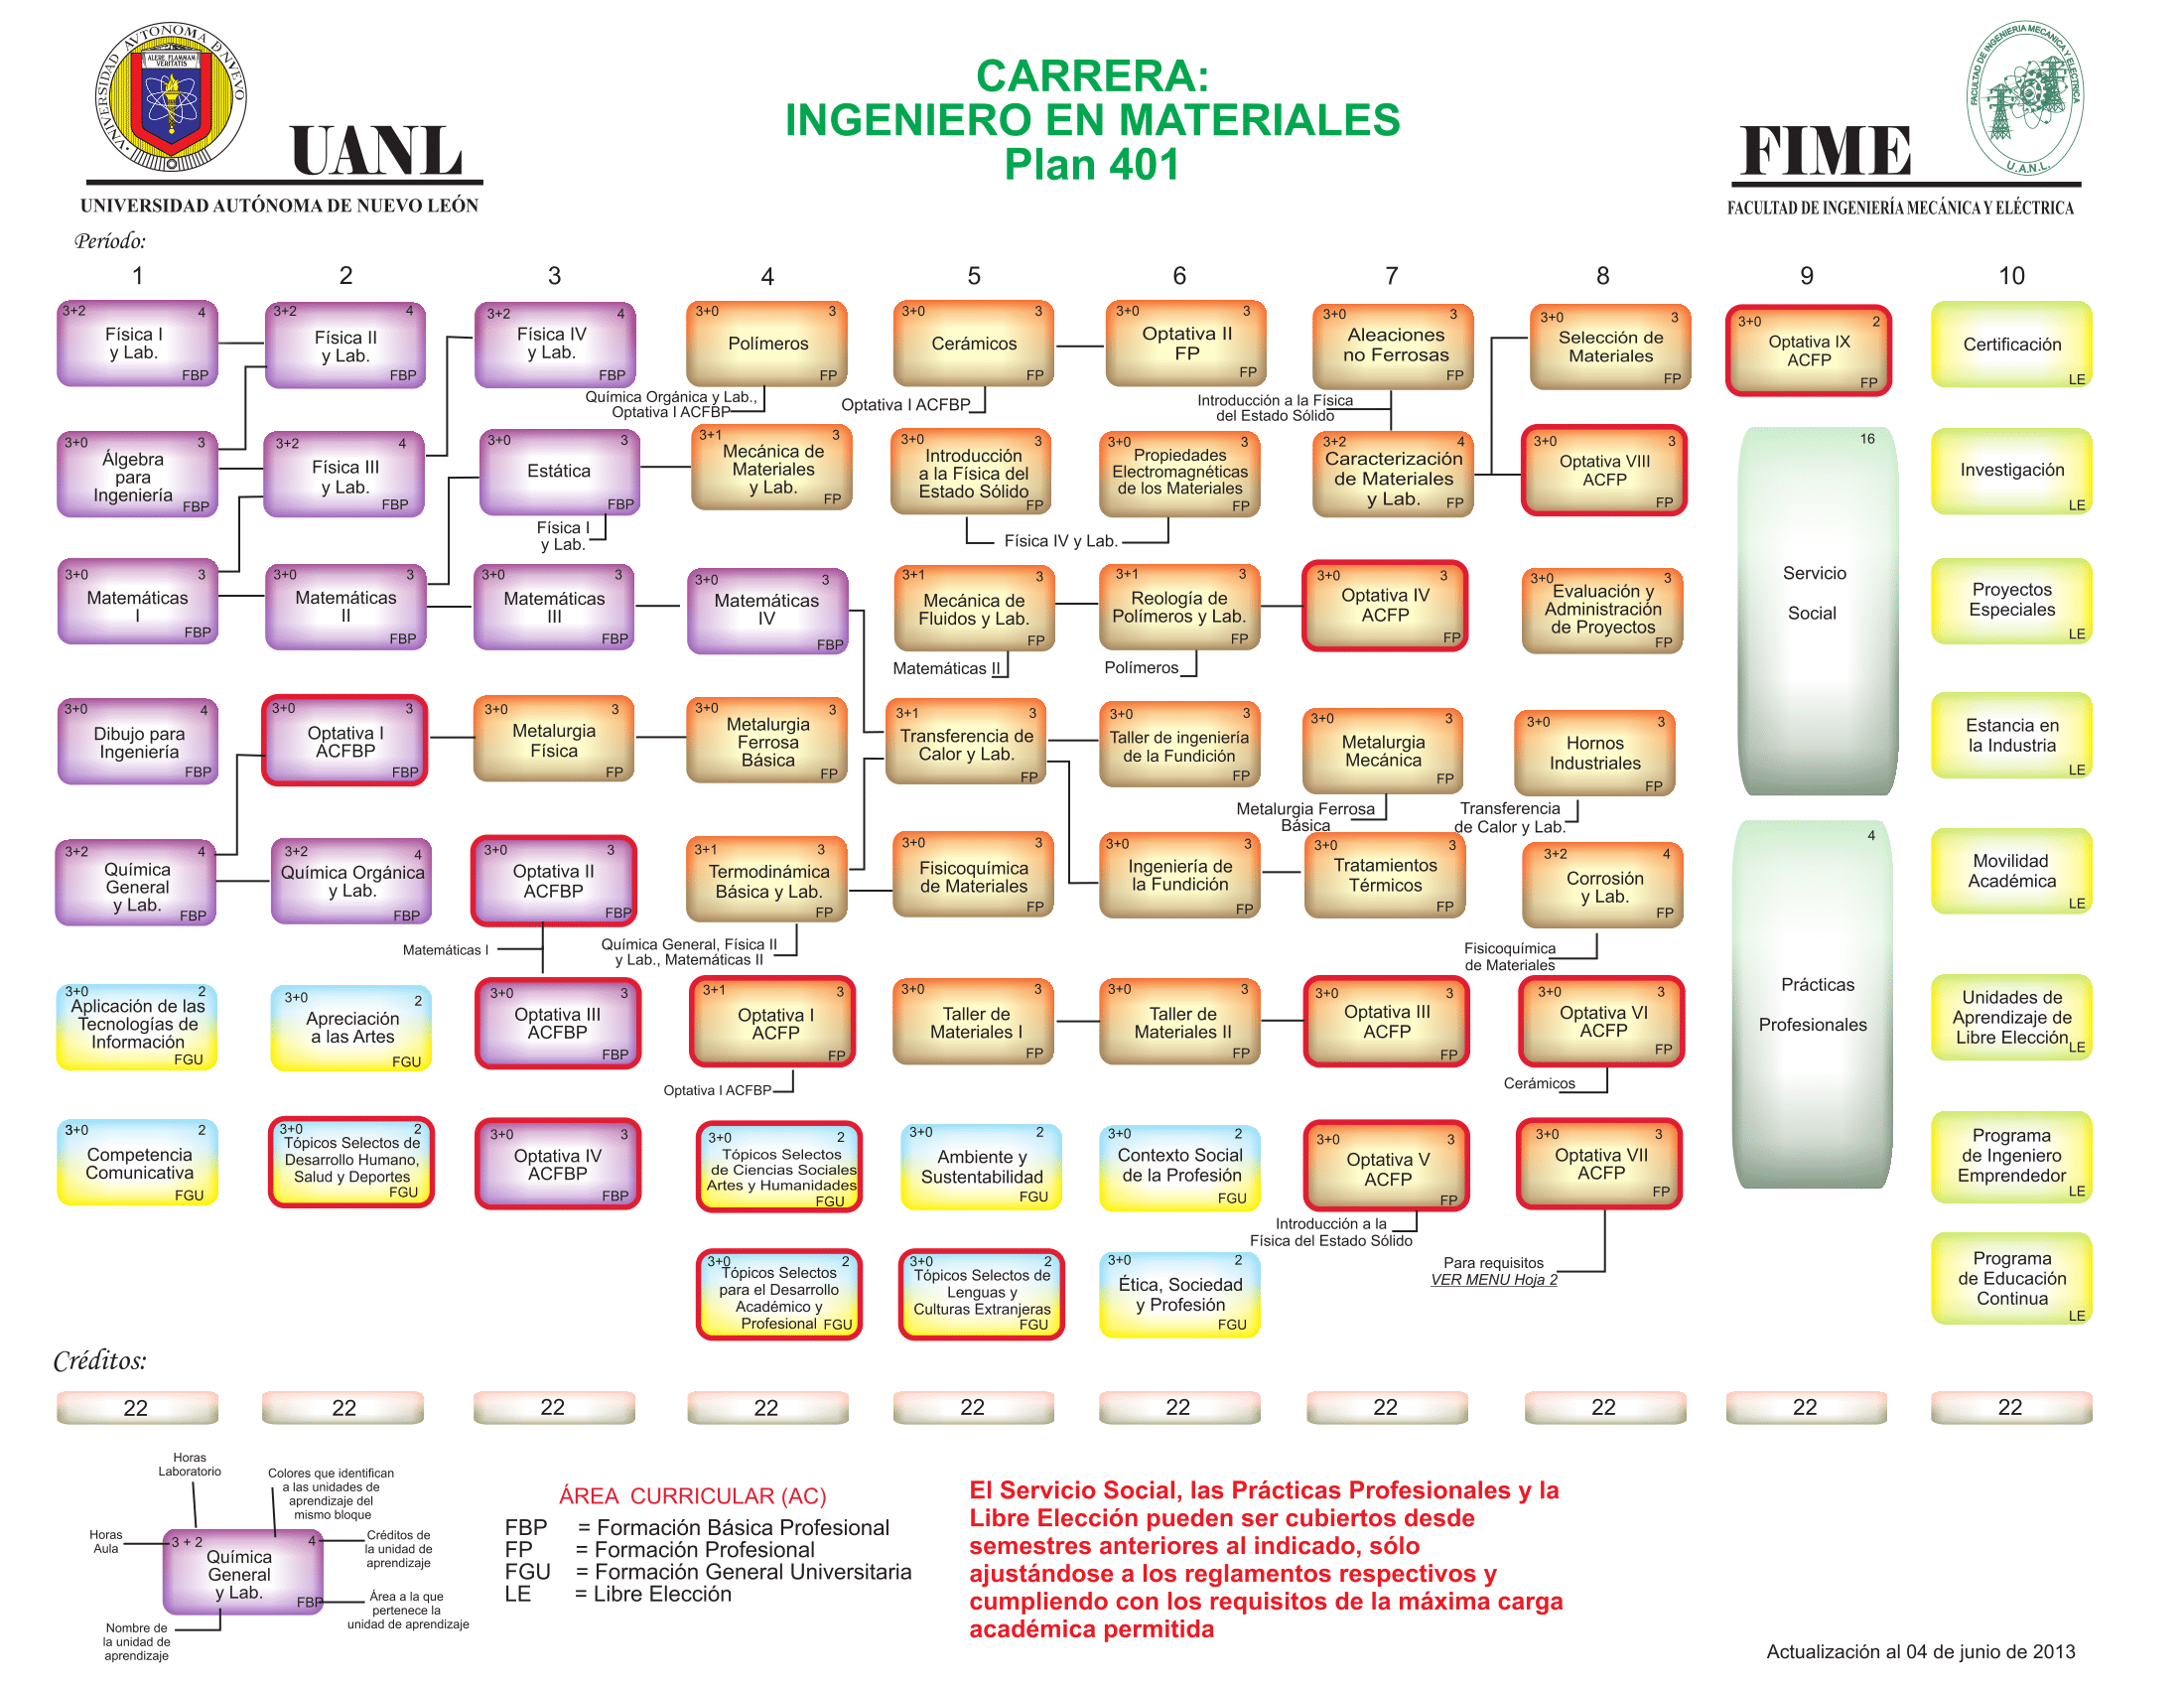 UNIVERSIDAD AUTONOMA DE NUEVO
ALERE FLAMMAM
VERITATIS
UANL
UNIVERSIDAD AUTÓNOMA DE NUEVO LEÓN
CARRERA:
INGENIERO EN MATERIALES
Plan 401
FACULTAD DE INGENIERIA MECANICA Y ELECTRICA
U.A.N.L.
FIME
FACULTAD DE INGENIERÍA MECÁNICA Y ELÉCTRICA
Período:
1 2 3 4 5 6 7 8 9 10
3+2 4
Física I
y Lab.
FBP
3+2 4
Física II
y Lab.
FBP
3+2 4
Física IV
y Lab.
FBP
3+0 3
Polímeros
FP
Química Orgánica y Lab.,
Optativa I ACFBP
3+0 3
Cerámicos
FP
Optativa I ACFBP
3+0 3
Optativa II
FP
FP
3+0 3
Aleaciones
no Ferrosas
FP
Introducción a la Física
del Estado Sólido
3+0 3
Selección de
Materiales
FP
3+0 2
Optativa IX
ACFP
FP
Certificación
LE
3+0 3
Álgebra
para
Ingeniería
FBP
3+2 4
Física III
y Lab.
FBP
3+0 3
Estática
FBP
Física I
y Lab.
3+1 3
Mecánica de
Materiales
y Lab.
FP
3+0 3
Introducción
a la Física del
Estado Sólido
FP
3+0 3
Propiedades
Electromagnéticas
de los Materiales
FP
Física IV y Lab.
3+2 4
Caracterización
de Materiales
y Lab.
FP
3+0 3
Optativa VIII
ACFP
FP
16
Servicio
Social
Investigación
LE
3+0 3
Matemáticas
I
FBP
3+0 3
Matemáticas
II
FBP
3+0 3
Matemáticas
III
FBP
3+0 3
Matemáticas
IV
FBP
3+1 3
Mecánica de
Fluidos y Lab.
FP
Matemáticas II
3+1 3
Reología de
Polímeros y Lab.
FP
Polímeros
3+0 3
Optativa IV
ACFP
FP
3+0 3
Evaluación y
Administración
de Proyectos
FP
Proyectos
Especiales
LE
3+0 4
Dibujo para
Ingeniería
FBP
3+0 3
Optativa I
ACFBP
FBP
3+0 3
Metalurgia
Física
FP
3+0 3
Metalurgia
Ferrosa
Básica
FP
3+1 3
Transferencia de
Calor y Lab.
FP
3+0 3
Taller de ingeniería
de la Fundición
FP
3+0 3
Metalurgia
Mecánica
FP
Metalurgia Ferrosa
Básica
3+0 3
Hornos
Industriales
FP
Transferencia
de Calor y Lab.
Estancia en
la Industria
LE
3+2 4
Química
General
y Lab.
FBP
3+2 4
Química Orgánica
y Lab.
FBP
3+0 3
Optativa II
ACFBP
FBP
Matemáticas I
3+1 3
Termodinámica
Básica y Lab.
FP
Química General, Física II
y Lab., Matemáticas II
3+0 3
Fisicoquímica
de Materiales
FP
3+0 3
Ingeniería de
la Fundición
FP
3+0 3
Tratamientos
Térmicos
FP
3+2 4
Corrosión
y Lab.
FP
Fisicoquímica
de Materiales
4
Prácticas
Profesionales
Movilidad
Académica
LE
3+0 2
Aplicación de las
Tecnologías de
Información
FGU
3+0 2
Apreciación
a las Artes
FGU
3+0 3
Optativa III
ACFBP
FBP
3+1 3
Optativa I
ACFP
FP
Optativa I ACFBP
3+0 3
Taller de
Materiales I
FP
3+0 3
Taller de
Materiales II
FP
3+0 3
Optativa III
ACFP
FP
3+0 3
Optativa VI
ACFP
FP
Cerámicos
Unidades de
Aprendizaje de
Libre Elección
LE
3+0 2
Competencia
Comunicativa
FGU
3+0 2
Tópicos Selectos de
Desarrollo Humano,
Salud y Deportes
FGU
3+0 3
Optativa IV
ACFBP
FBP
3+0 2
Tópicos Selectos
de Ciencias Sociales
Artes y Humanidades
FGU
3+0 2
Ambiente y
Sustentabilidad
FGU
3+0 2
Contexto Social
de la Profesión
FGU
3+0 3
Optativa V
ACFP
FP
Introducción a la
Física del Estado Sólido
3+0 3
Optativa VII
ACFP
FP
Para requisitos
VER MENU Hoja 2
Programa
de Ingeniero
Emprendedor
LE
3+0 2
Tópicos Selectos
para el Desarrollo
Académico y
Profesional FGU
3+0 2
Tópicos Selectos de
Lenguas y
Culturas Extranjeras
FGU
3+0 2
Ética, Sociedad
y Profesión
FGU
Programa
de Educación
Continua
LE
Créditos:
22 22 22 22 22 22 22 22 22 22
Horas
Laboratorio
Colores que identifican
a las unidades de
aprendizaje del
mismo bloque
Horas
Aula
3 + 2 4
Química
General
y Lab.
FBP
Créditos de
la unidad de
aprendizaje
Área a la que
pertenece la
unidad de aprendizaje
Nombre de
la unidad de
aprendizaje
ÁREA CURRICULAR (AC)
FBP = Formación Básica Profesional
FP = Formación Profesional
FGU = Formación General Universitaria
LE = Libre Elección
El Servicio Social, las Prácticas Profesionales y la
Libre Elección pueden ser cubiertos desde
semestres anteriores al indicado, sólo
ajustándose a los reglamentos respectivos y
cumpliendo con los requisitos de la máxima carga
académica permitida
Actualización al 04 de junio de 2013